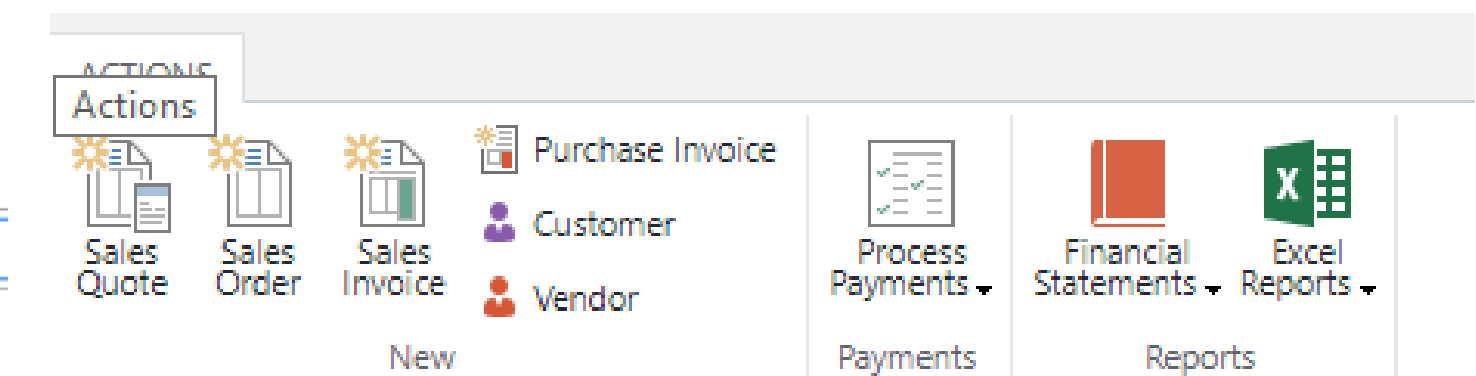 ACTIONS
Actions
Sales
Quote
Sales
Order
Sales
Invoice
Purchase Invoice
Customer
Vendor
New
Process
Payments
Payments
Financial
Statements
Excel
Reports
Reports